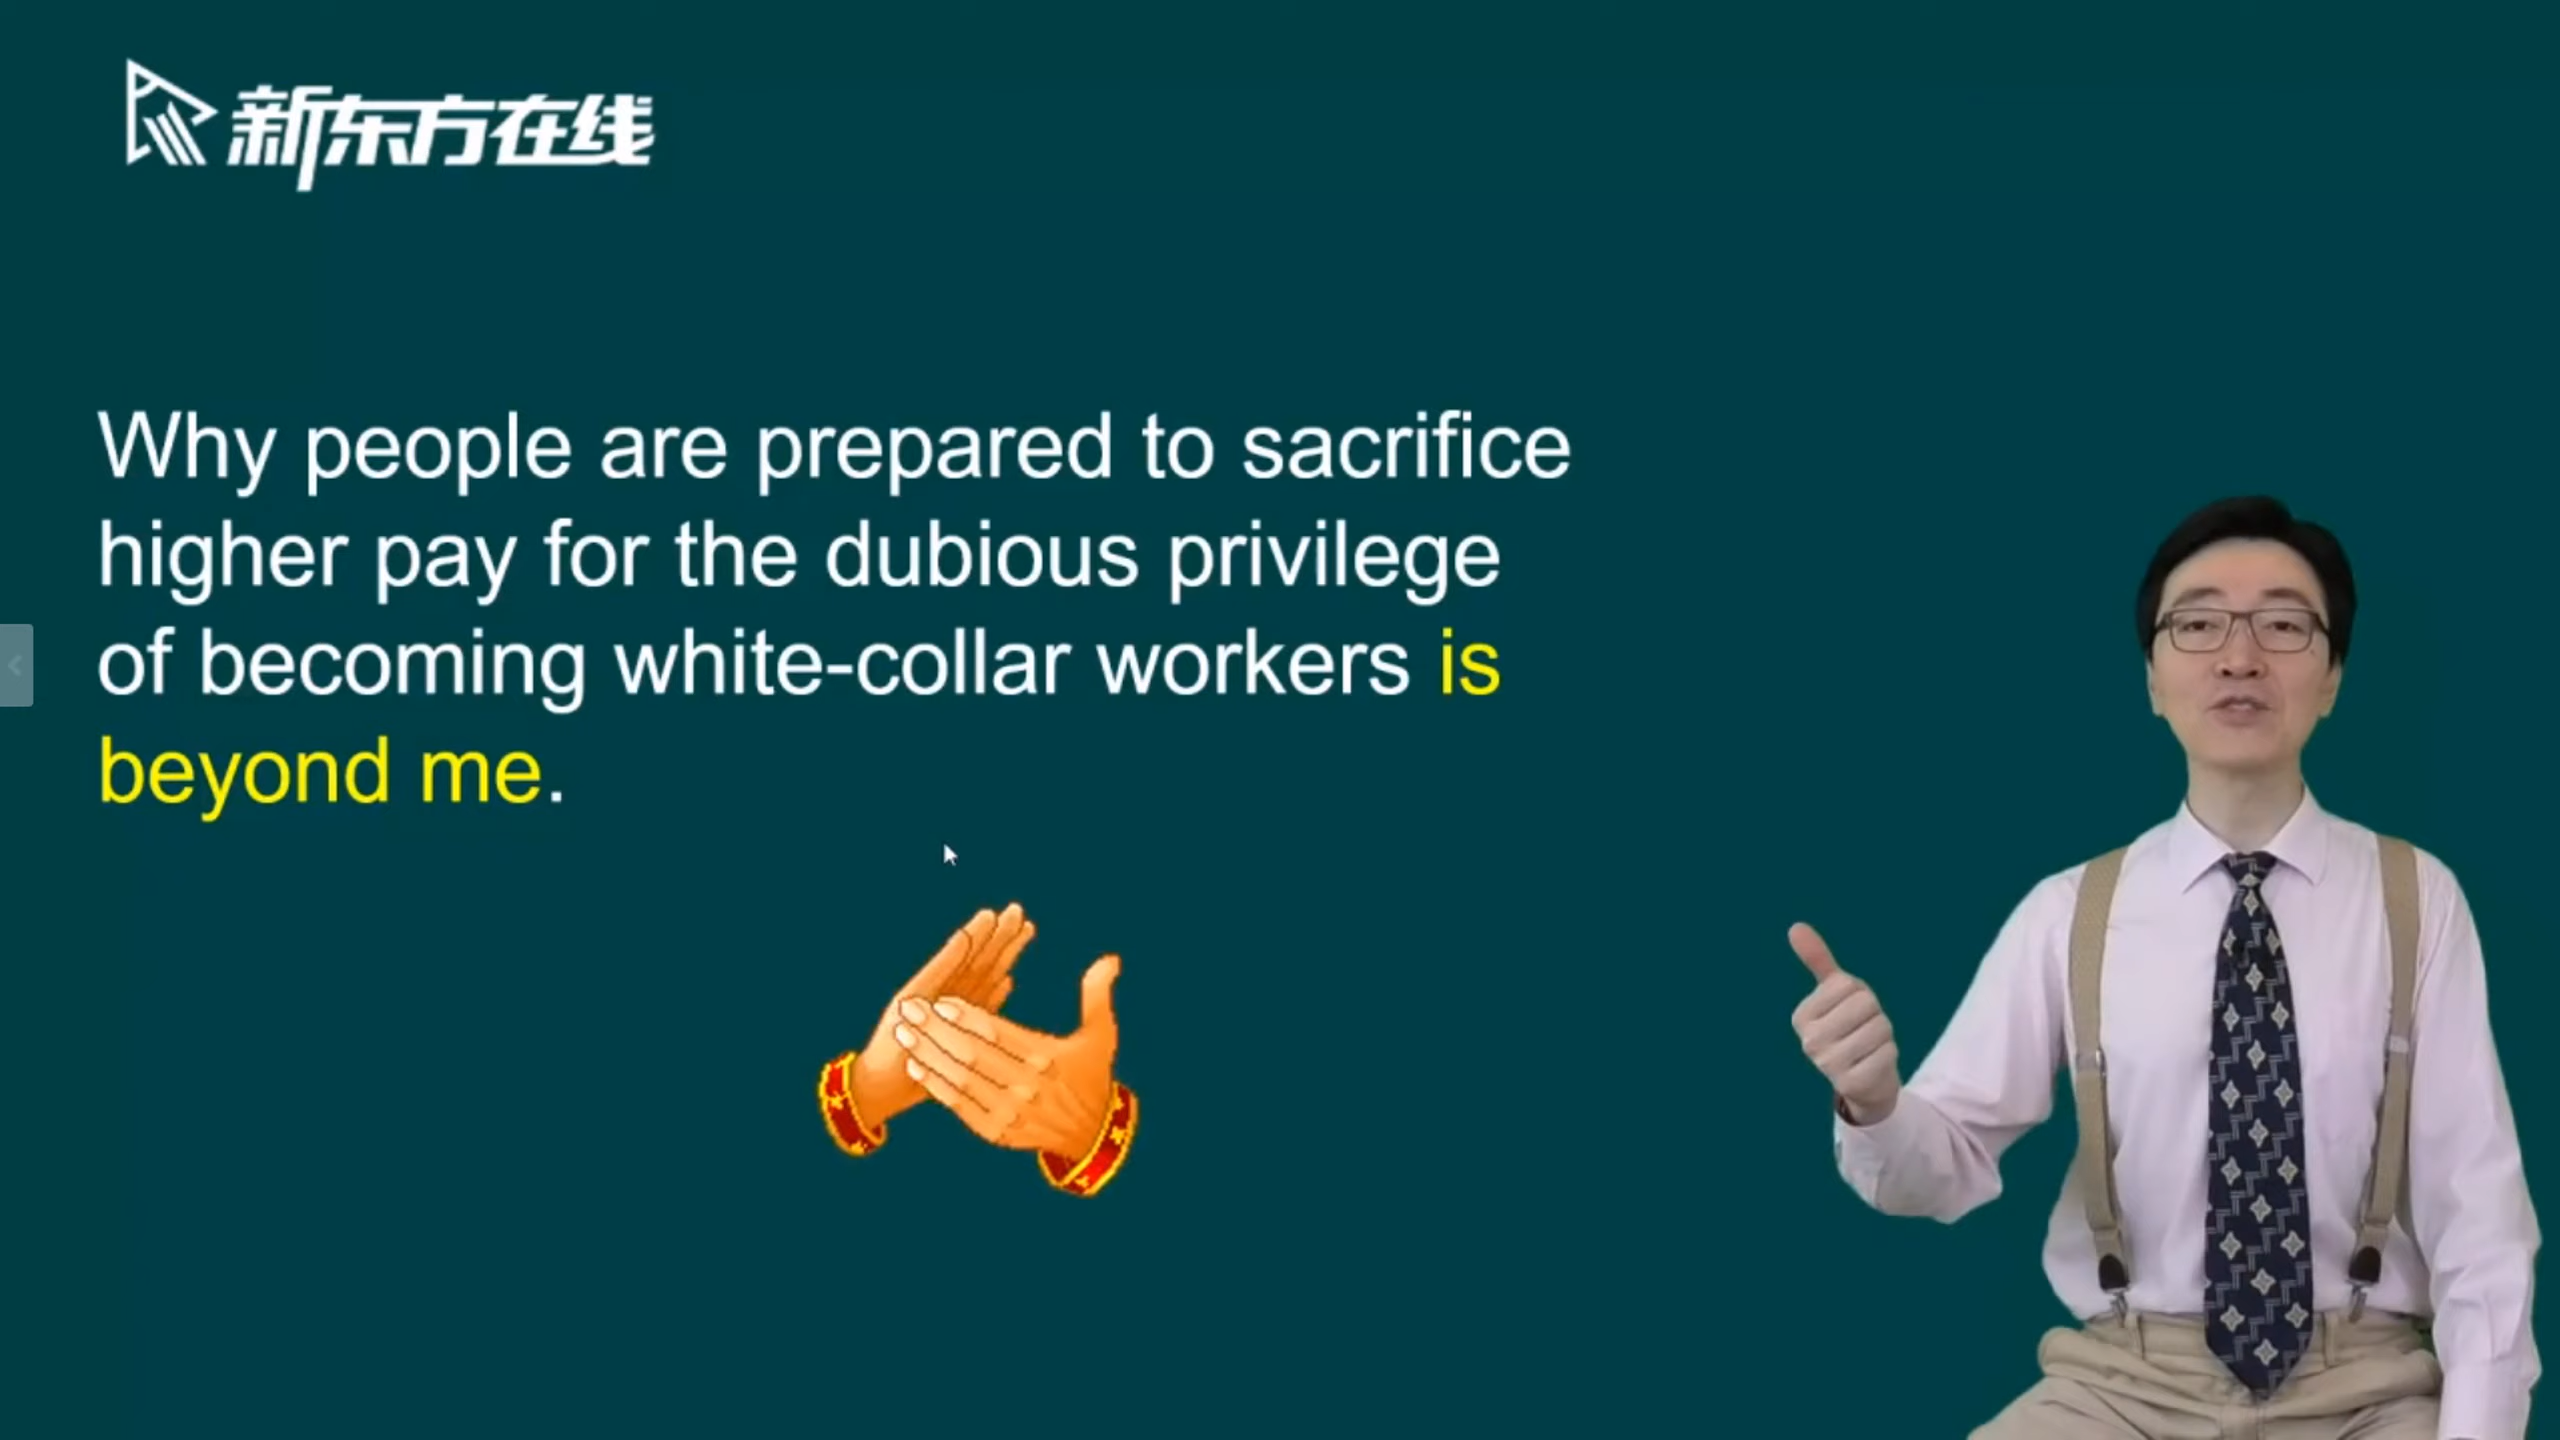 新东方在线
Why people are prepared to sacrifice
higher pay for the dubious privilege
of becoming white-collar workers is
beyond me.